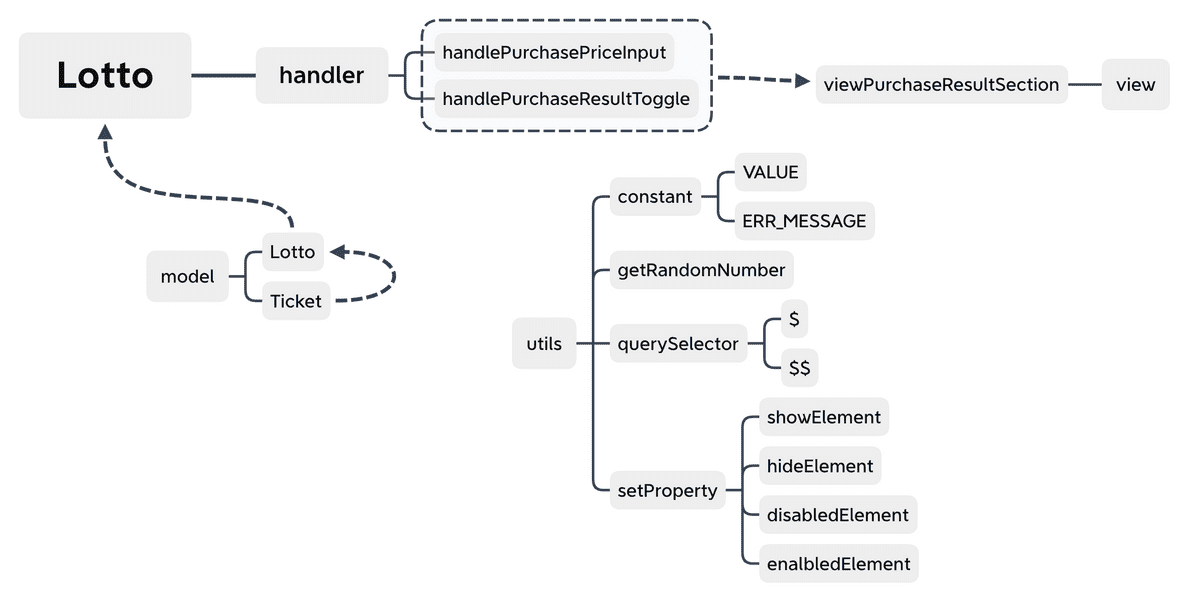 Lotto
handler
handlePurchasePriceInput
handlePurchaseResultToggle
viewPurchaseResultSection
view
model
Lotto
Ticket
utils
constant
VALUE
ERR_MESSAGE
getRandomNumber
querySelector
$
$$
setProperty
showElement
hideElement
disabledElement
enalbledElement